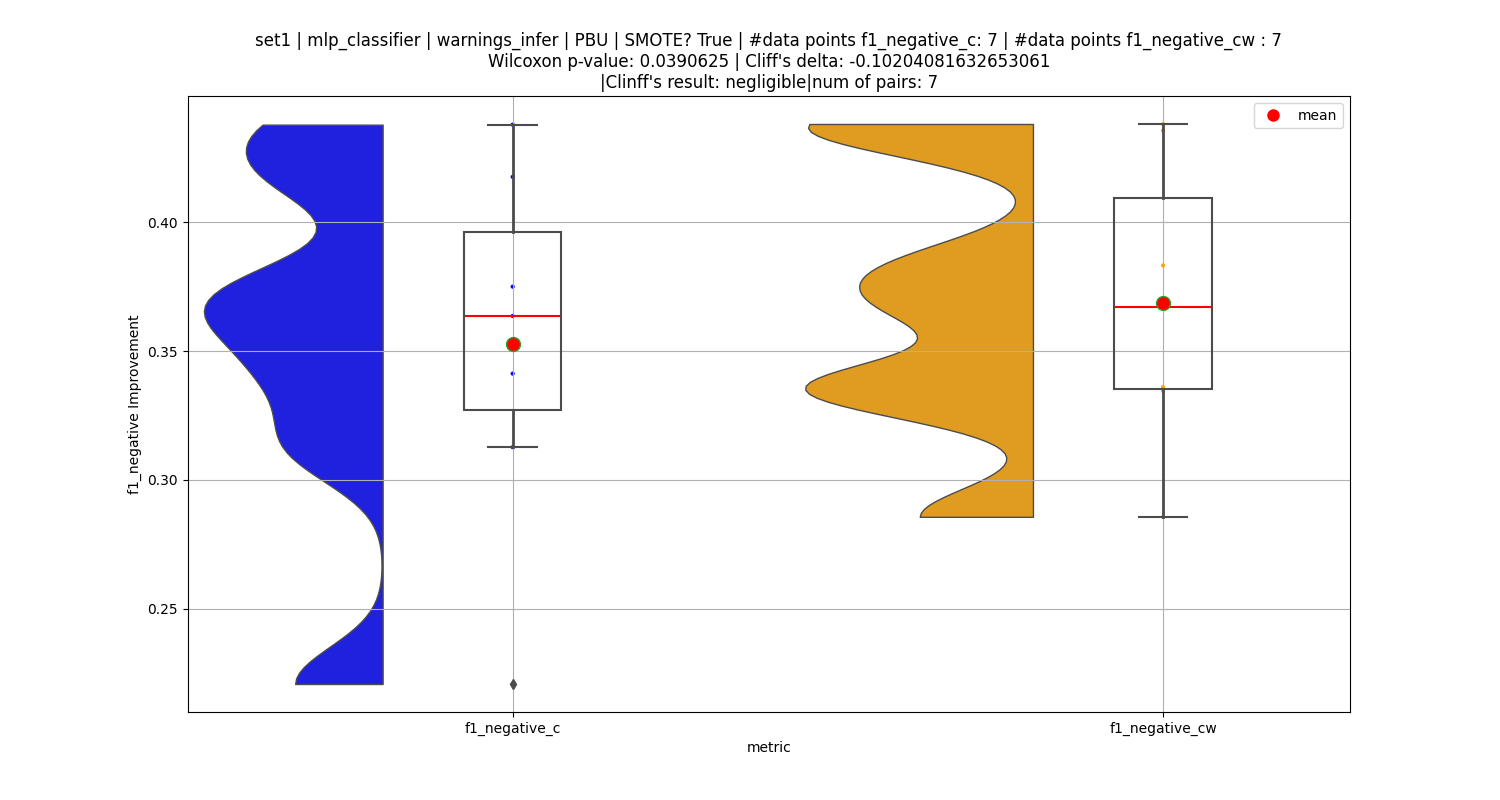 set1 | mlp_classifier | warnings_infer | PBU | SMOTE? True | #data points f1_negative_c: 7 | #data points f1_negative_cw : 7
Wilcoxon p-value: 0.0390625 | Cliff's delta: -0.10204081632653061
|Clinff's result: negligible|num of pairs: 7
mean
0.40
0.35
0.30
0.25
f1_negative Improvement
f1_negative_c
f1_negative_cw
metric